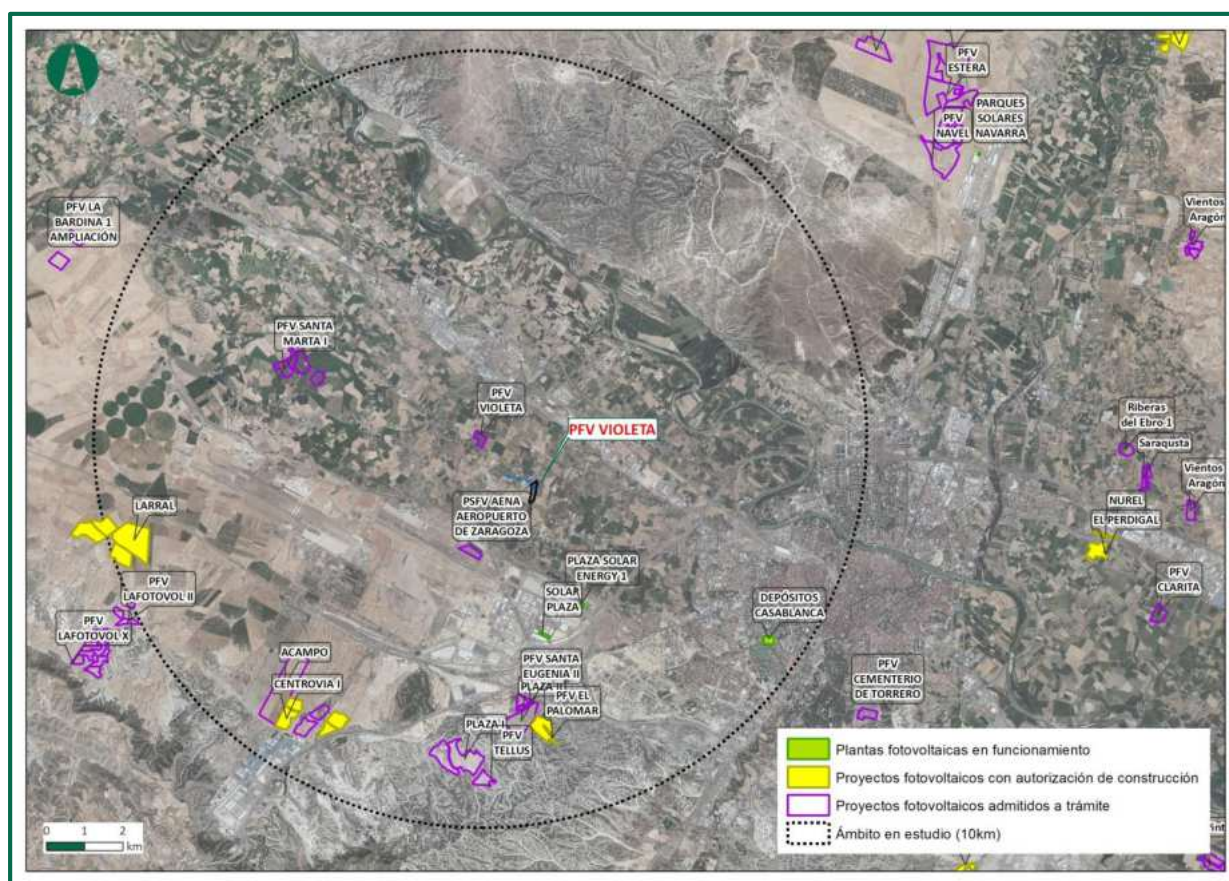 PFV
ESTERA
PFV
NAVEL
PARQUES
SOLARES
NAVARRA
PFV LA
BARDINA 1
AMPLIACIÓN
Vientos
Aragón
PFV SANTA
MARTA I
PFV
VIOLETA
PFV VIOLETA
Riberas
del Ebro 1
Saraqusta
Vientos
Aragón
PSFV AENA
AEROPUERTO
DE ZARAGOZA
LARRAL
NUREL
EL PERDIGAL
PLAZA SOLAR
ENERGY 1
SOLAR
PLAZA
PFV
LAFOTOVOL II
PFV
CLARITA
DEPÓSITOS
CASABLANCA
PFV
LAFOTOVOL X
ACAMPO
CENTROVIA I
PFV SANTA
EUGENIA II
PLAZA II
PFV EL
PALOMAR
PFV
CEMENTERIO
DE TORRERO
PLAZA I
PFV
TELLUS
Plantas fotovoltaicas en funcionamiento
Proyectos fotovoltaicos con autorización de construcción
Proyectos fotovoltaicos admitidos a trámite
Ámbito en estudio (10km)
0 1 2
km